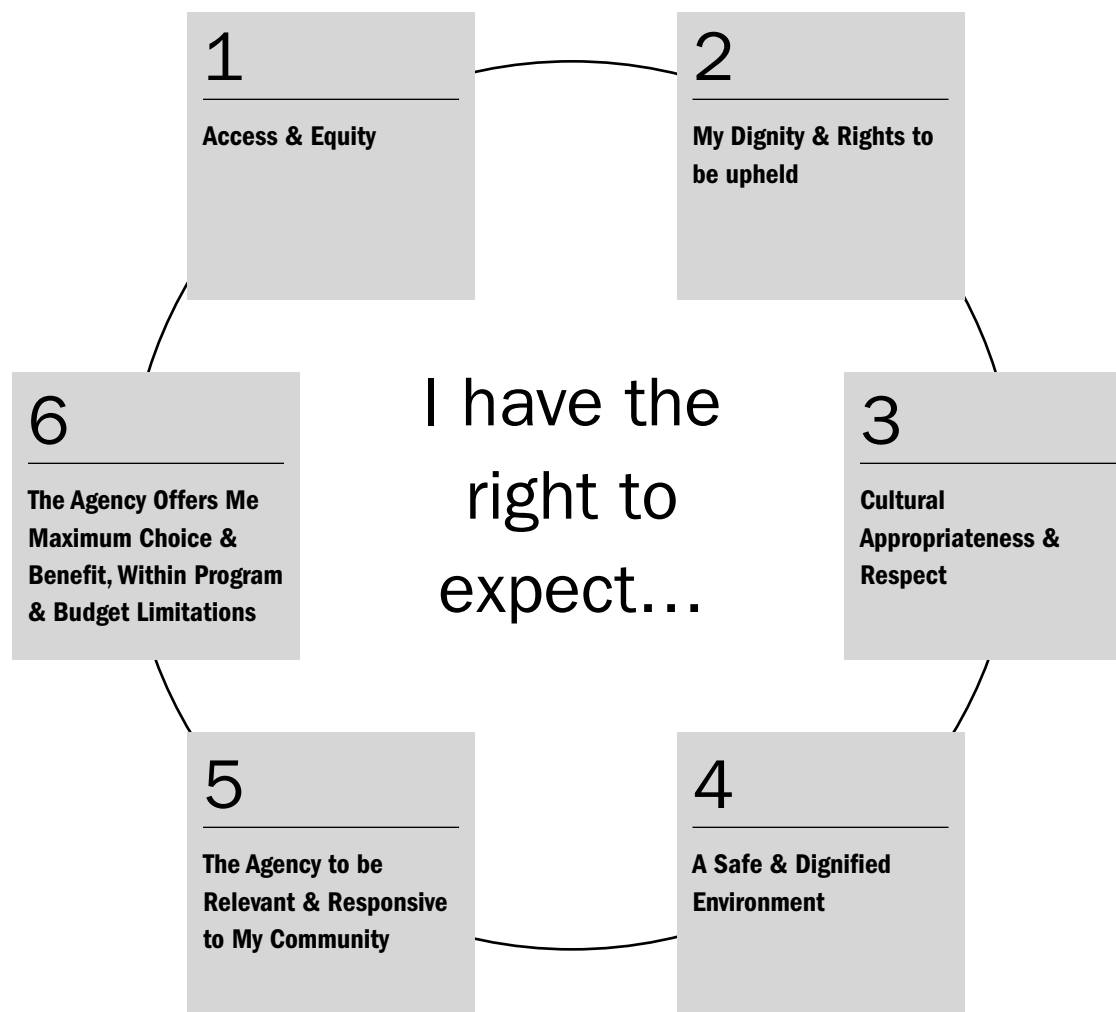 1
Access & Equity
2
My Dignity & Rights to
be upheld
I have the
right to
expect...
3
Cultural
Appropriateness &
Respect
4
A Safe & Dignified
Environment
5
The Agency to be
Relevant & Responsive
to My Community
6
The Agency Offers Me
Maximum Choice &
Benefit, Within Program
& Budget Limitations